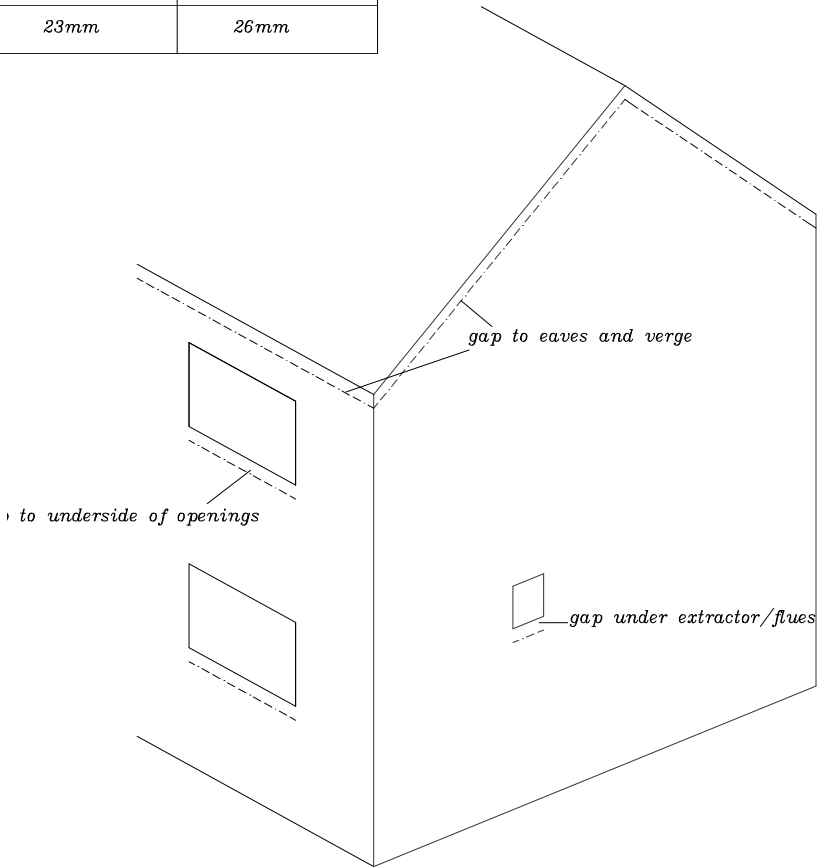 23mm 26mm
gap to eaves and verge
to underside of openings
gap under extractor/flues